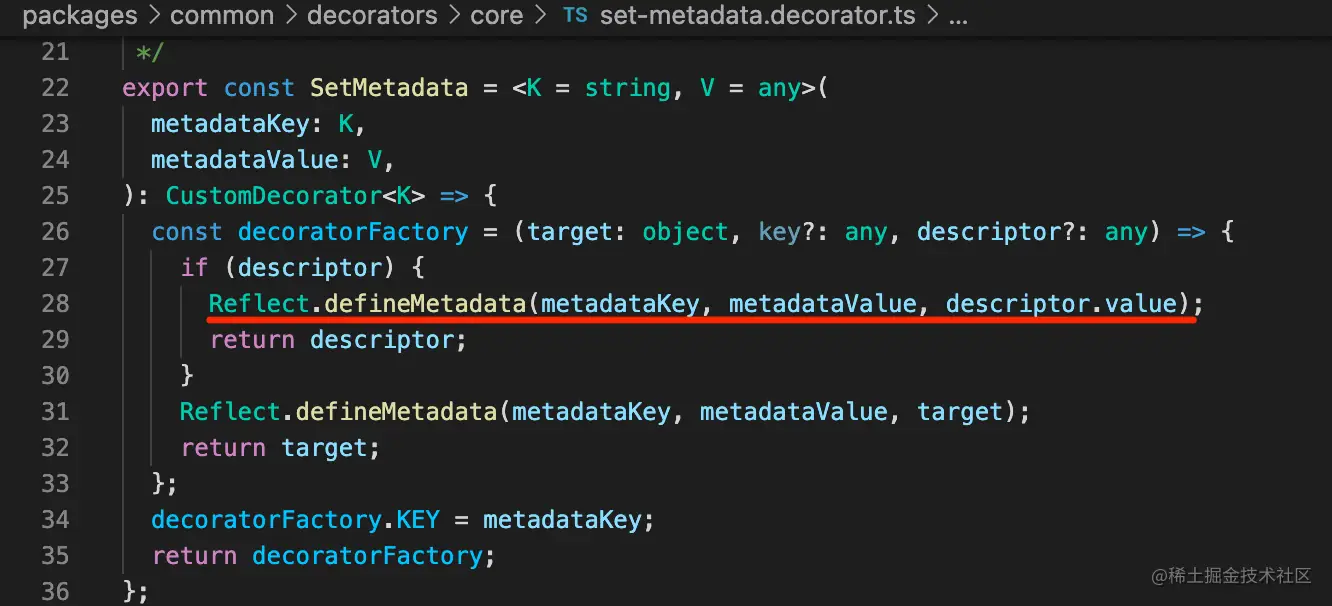 packages > common > decorators > core > TS set-metadata.decorator.ts > ...
21 */
22 export const SetMetadata = <K = string, V = any>(
23 metadataKey: K,
24 metadataValue: V,
25 ): CustomDecorator<K> => {
26 const decoratorFactory = (target: object, key?: any, descriptor?: any) => {
27 if (descriptor) {
28 Reflect.defineMetadata(metadataKey, metadataValue, descriptor.value);
29 return descriptor;
30 }
31 Reflect.defineMetadata(metadataKey, metadataValue, target);
32 return target;
33 };
34 decoratorFactory.KEY = metadataKey;
35 return decoratorFactory;
36 };
@稀土掘金技术社区